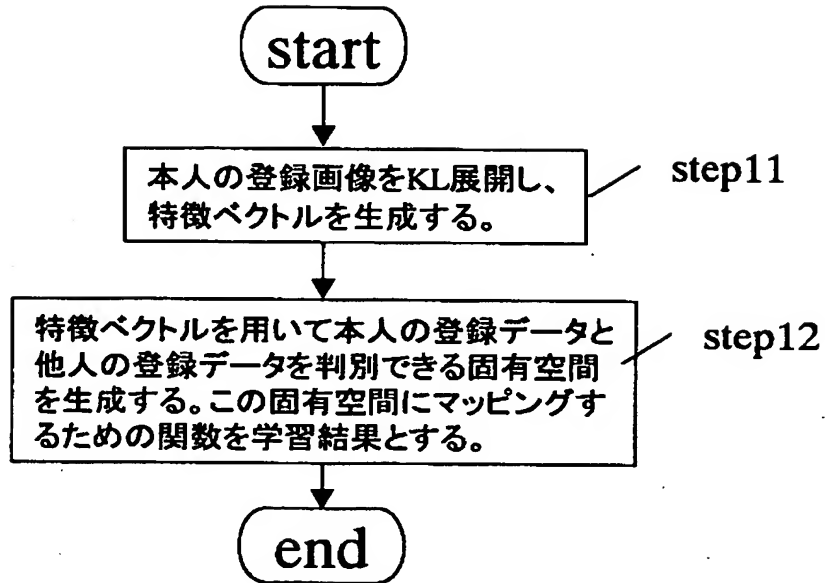 start
本人の登録画像をKL展開し、
特徴ベクトルを生成する。
step11
特徴ベクトルを用いて本人の登録データと
他人の登録データを判別できる固有空間
を生成する。この固有空間にマッピングす
るための関数を学習結果とする。
step12
end